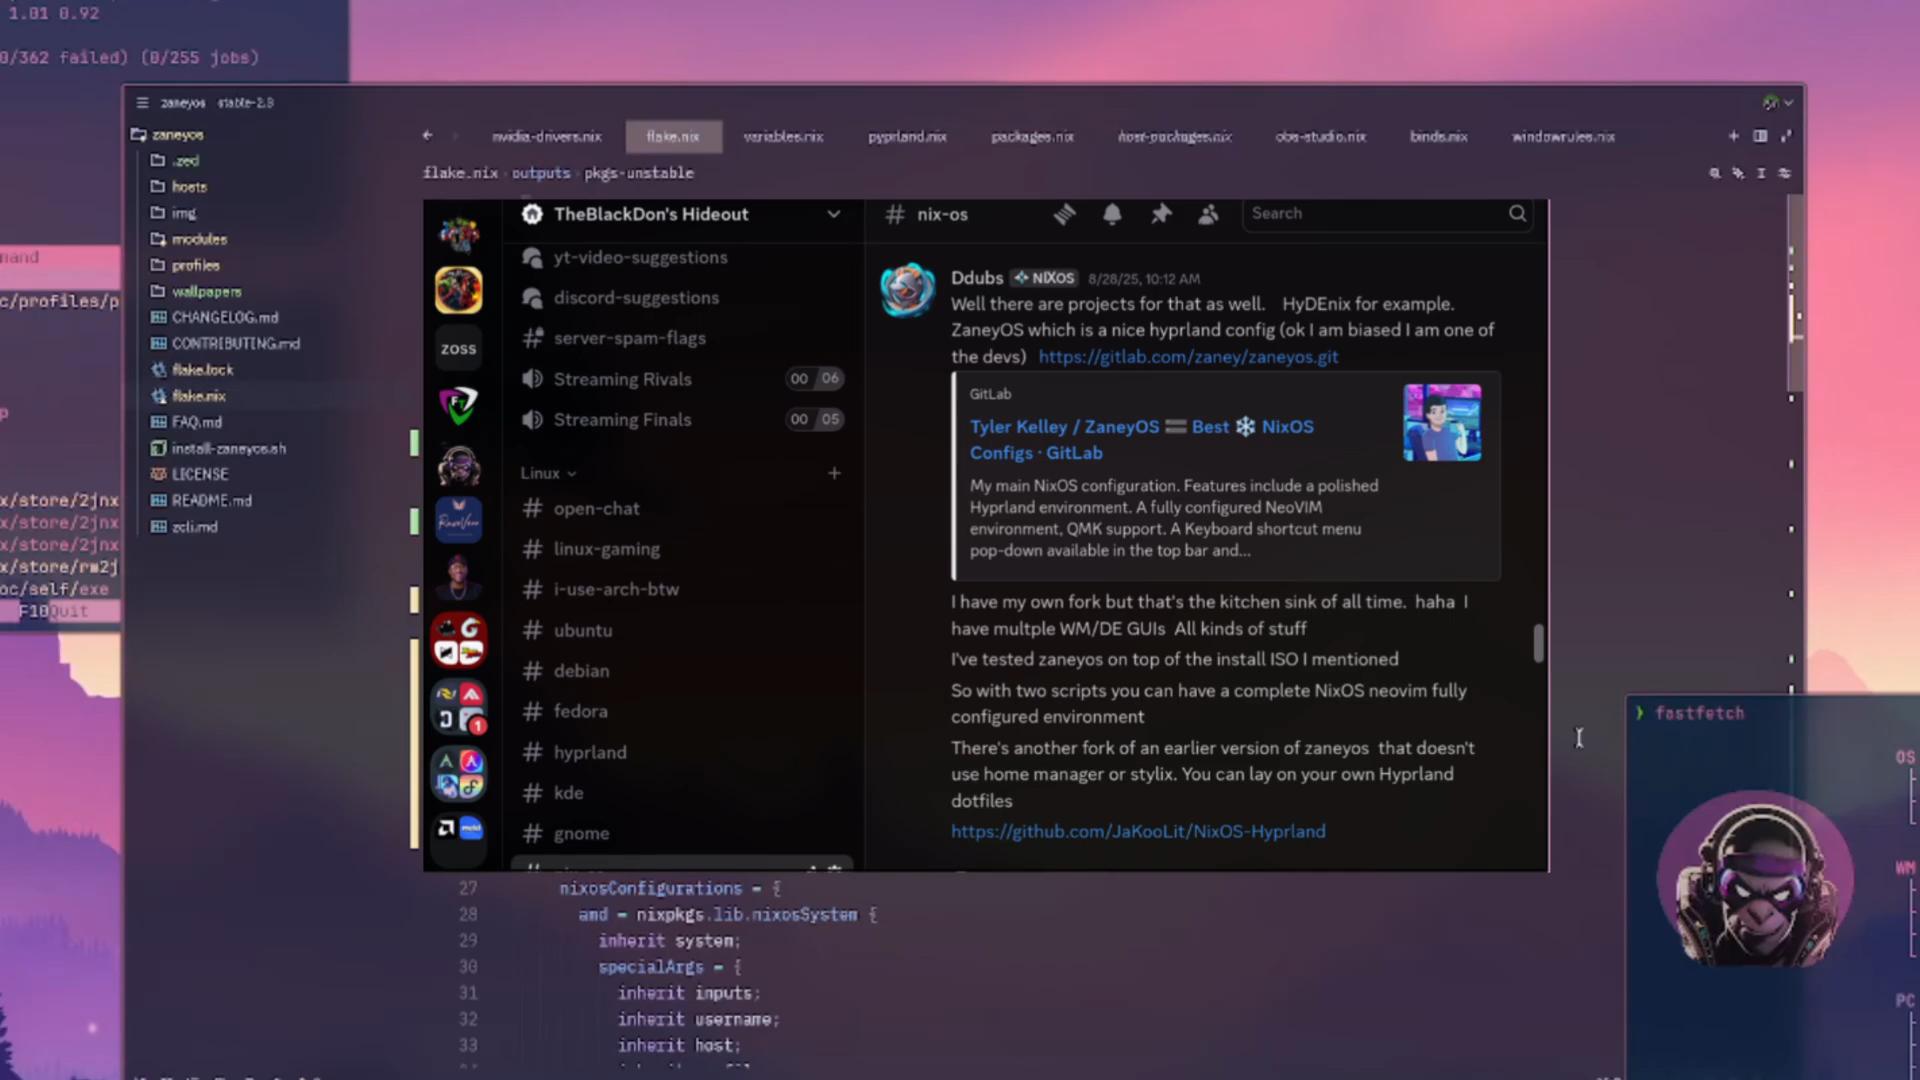 1.01 0.92
0/362 failed) (0/255 jobs)
zaneyos stable-2.3
zaneyos
.zed
hosts
img
modules
profiles
wallpapers
CHANGELOG.md
CONTRIBUTING.md
flake.lock
flake.nix
FAQ.md
install-zaneyos.sh
LICENSE
README.md
zcli.md
nvidia-drivers.nix
flake.nix
variables.nix
pyprland.nix
packages.nix
host-packages.nix
obs-studio.nix
binds.nix
windowrules.nix
flake.nix › outputs › pkgs-unstable
mand
c/profiles/p
p
x/store/2jnx
x/store/2jnx
x/store/2jnx
x/store/rw2j
oc/self/exe
F10Quit
ZOSS
1
TheBlackDon's Hideout
yt-video-suggestions
discord-suggestions
server-spam-flags
Streaming Rivals 00 06
Streaming Finals 00 05
Linux
open-chat
linux-gaming
i-use-arch-btw
ubuntu
debian
fedora
hyprland
kde
gnome
# nix-os
Search
Ddubs NIXOS 8/28/25, 10:12 AM
Well there are projects for that as well. HyDEnix for example.
ZaneyOS which is a nice hyprland config (ok I am biased I am one of
the devs) https://gitlab.com/zaney/zaneyos.git
GitLab
Tyler Kelley / ZaneyOS 🟰 Best ❄️ NixOS
Configs · GitLab
My main NixOS configuration. Features include a polished
Hyprland environment. A fully configured NeoVIM
environment, QMK support. A Keyboard shortcut menu
pop-down available in the top bar and...
I have my own fork but that's the kitchen sink of all time. haha I
have multple WM/DE GUIs All kinds of stuff
I've tested zaneyos on top of the install ISO I mentioned
So with two scripts you can have a complete NixOS neovim fully
configured environment
There's another fork of an earlier version of zaneyos that doesn't
use home manager or stylix. You can lay on your own Hyprland
dotfiles
https://github.com/JaKooLit/NixOS-Hyprland
27 nixosConfigurations = {
28 amd = nixpkgs.lib.nixosSystem {
29 inherit system;
30 specialArgs = {
31 inherit inputs;
32 inherit username;
33 inherit host;
❯ fastfetch
OS
WM
PC